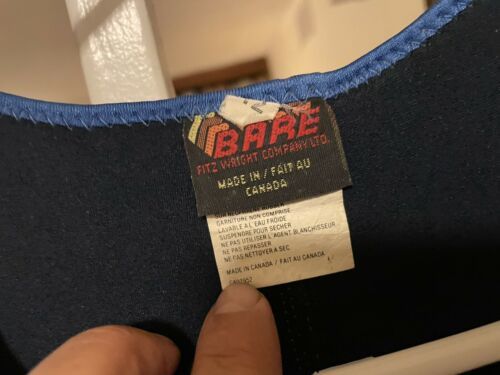 BARE
FITZ WRIGHT COMPANY LTD.
MADE IN / FAIT AU
CANADA
GARNITURE NON COMPRISE
LAVABLE AL EAU FROIDE
SUSPENDRE POUR SECHER
NE PAS UTILISER L'AGENT BLANCHISSEUR
NE PAS REPASSER
NE PAS NETTOYER A SEC
MADE IN CANADA / FAIT AU CANADA